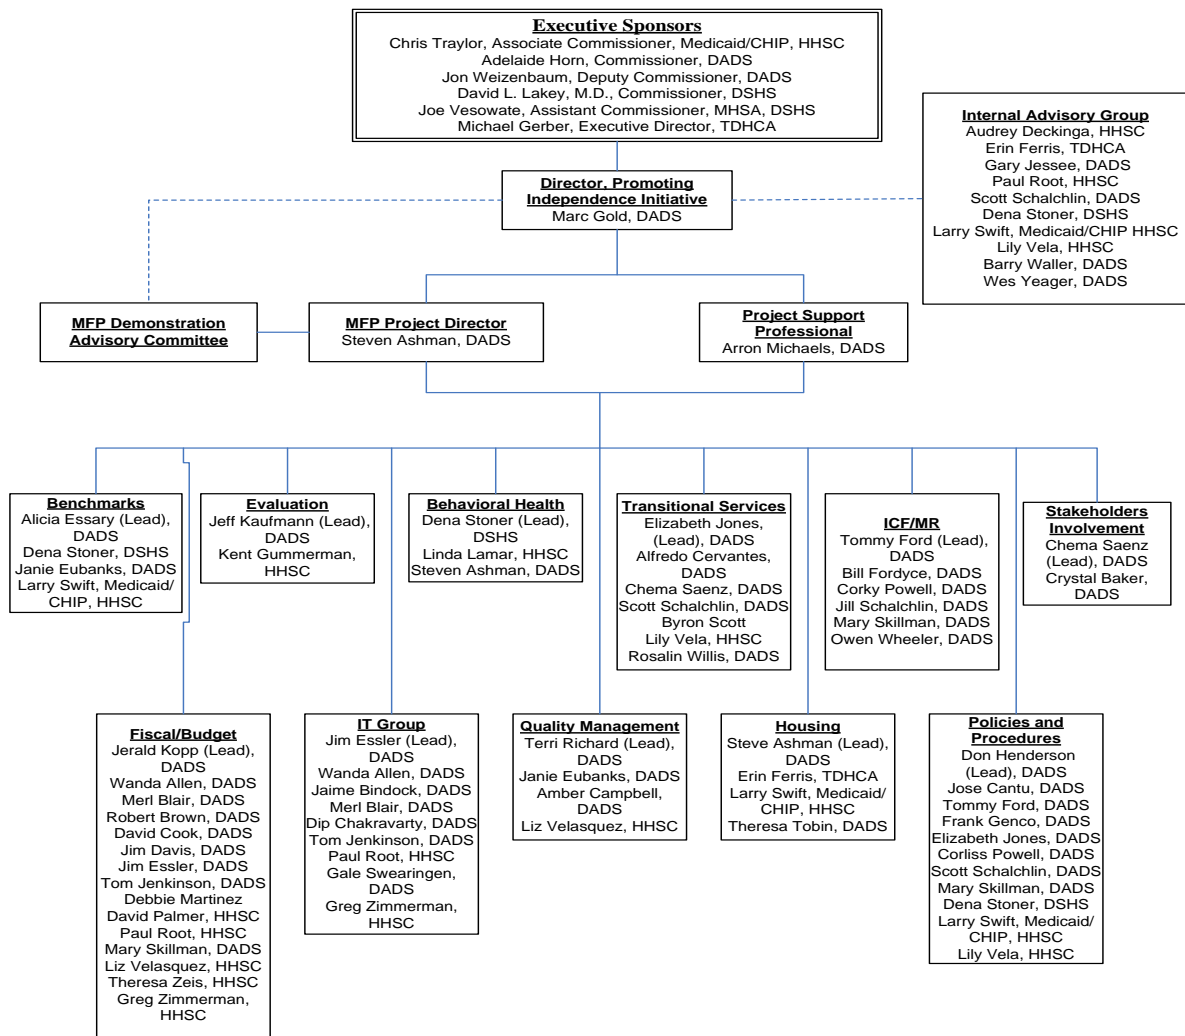 Executive Sponsors
Chris Traylor, Associate Commissioner, Medicaid/CHIP, HHSC
Adelaide Horn, Commissioner, DADS
Jon Weizenbaum, Deputy Commissioner, DADS
David L. Lakey, M.D., Commissioner, DSHS
Joe Vesowate, Assistant Commissioner, MHSA, DSHS
Michael Gerber, Executive Director, TDHCA
Internal Advisory Group
Audrey Deckinga, HHSC
Erin Ferris, TDHCA
Gary Jessee, DADS
Paul Root, HHSC
Scott Schalchlin, DADS
Dena Stoner, DSHS
Larry Swift, Medicaid/CHIP HHSC
Lily Vela, HHSC
Barry Waller, DADS
Wes Yeager, DADS
Director, Promoting
Independence Initiative
Marc Gold, DADS
MFP Demonstration
Advisory Committee
MFP Project Director
Steven Ashman, DADS
Project Support
Professional
Arron Michaels, DADS
Benchmarks
Alicia Essary (Lead),
DADS
Dena Stoner, DSHS
Janie Eubanks, DADS
Larry Swift, Medicaid/
CHIP, HHSC
Evaluation
Jeff Kaufmann (Lead),
DADS
Kent Gummerman,
HHSC
Behavioral Health
Dena Stoner (Lead),
DSHS
Linda Lamar, HHSC
Steven Ashman, DADS
Transitional Services
Elizabeth Jones,
(Lead), DADS
Alfredo Cervantes,
DADS
Chema Saenz, DADS
Scott Schalchlin, DADS
Byron Scott
Lily Vela, HHSC
Rosalin Willis, DADS
ICF/MR
Tommy Ford (Lead),
DADS
Bill Fordyce, DADS
Corky Powell, DADS
Jill Schalchlin, DADS
Mary Skillman, DADS
Owen Wheeler, DADS
Stakeholders
Involvement
Chema Saenz
(Lead), DADS
Crystal Baker,
DADS
Fiscal/Budget
Jerald Kopp (Lead),
DADS
Wanda Allen, DADS
Merl Blair, DADS
Robert Brown, DADS
David Cook, DADS
Jim Davis, DADS
Jim Essler, DADS
Tom Jenkinson, DADS
Debbie Martinez
David Palmer, HHSC
Paul Root, HHSC
Mary Skillman, DADS
Liz Velasquez, HHSC
Theresa Zeis, HHSC
Greg Zimmerman,
HHSC
IT Group
Jim Essler (Lead),
DADS
Wanda Allen, DADS
Jaime Bindock, DADS
Merl Blair, DADS
Dip Chakravarty, DADS
Tom Jenkinson, DADS
Paul Root, HHSC
Gale Swearingen,
DADS
Greg Zimmerman,
HHSC
Quality Management
Terri Richard (Lead),
DADS
Janie Eubanks, DADS
Amber Campbell,
DADS
Liz Velasquez, HHSC
Housing
Steve Ashman (Lead),
DADS
Erin Ferris, TDHCA
Larry Swift, Medicaid/
CHIP, HHSC
Theresa Tobin, DADS
Policies and
Procedures
Don Henderson
(Lead), DADS
Jose Cantu, DADS
Tommy Ford, DADS
Frank Genco, DADS
Elizabeth Jones, DADS
Corliss Powell, DADS
Scott Schalchlin, DADS
Mary Skillman, DADS
Dena Stoner, DSHS
Larry Swift, Medicaid/
CHIP, HHSC
Lily Vela, HHSC